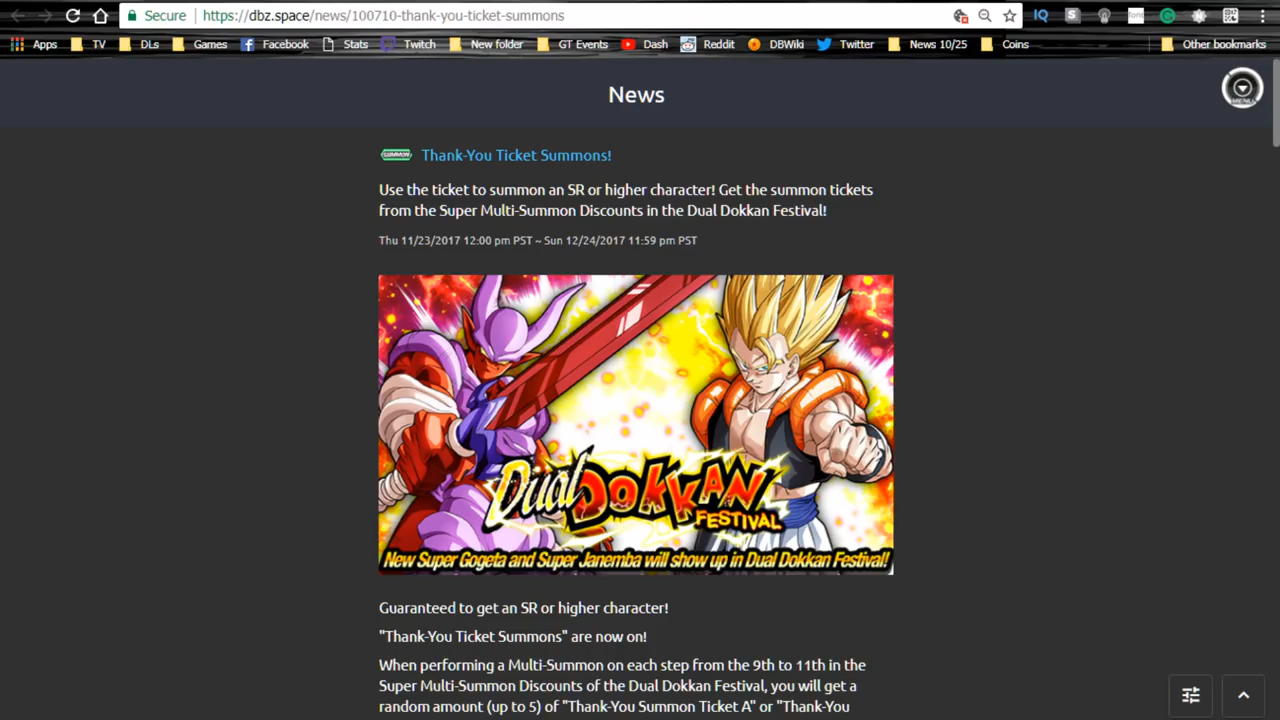 Secure https://dbz.space/news/100710-thank-you-ticket-summons
IQ S font
Apps TV DLs Games Facebook Stats Twitch New folder GT Events Dash Reddit DBWiki Twitter News 10/25 Coins Other bookmarks
News
MENU
SUMMON Thank-You Ticket Summons!
Use the ticket to summon an SR or higher character! Get the summon tickets
from the Super Multi-Summon Discounts in the Dual Dokkan Festival!
Thu 11/23/2017 12:00 pm PST ~ Sun 12/24/2017 11:59 pm PST
Dual DOKKAN
FESTIVAL
New Super Gogeta and Super Janemba will show up in Dual Dokkan Festival!
Guaranteed to get an SR or higher character!
"Thank-You Ticket Summons" are now on!
When performing a Multi-Summon on each step from the 9th to 11th in the
Super Multi-Summon Discounts of the Dual Dokkan Festival, you will get a
random amount (up to 5) of "Thank-You Summon Ticket A" or "Thank-You